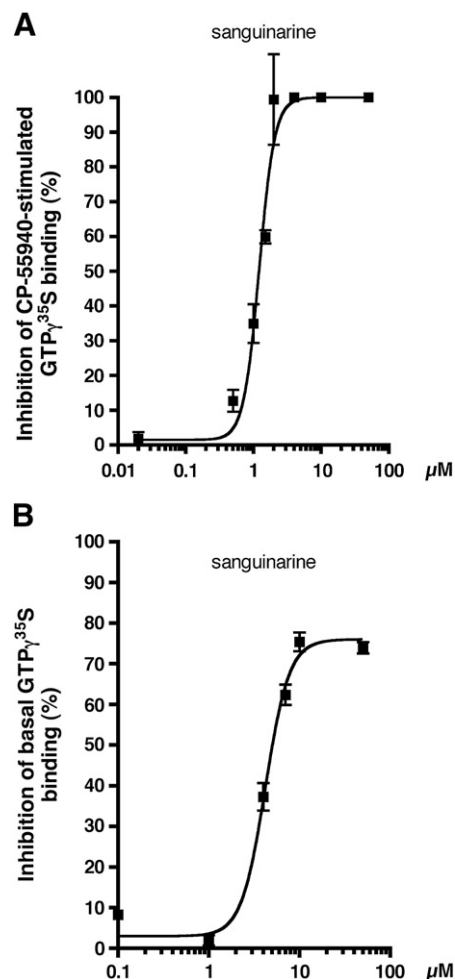 A
sanguinarine
Inhibition of CP-55940-stimulated
GTPγ³⁵S binding (%)
100
90
80
70
60
50
40
30
20
10
0
0.01 0.1 1 10 100 µM
B
sanguinarine
Inhibition of basal GTPγ³⁵S
binding (%)
100
90
80
70
60
50
40
30
20
10
0
0.1 1 10 100 µM